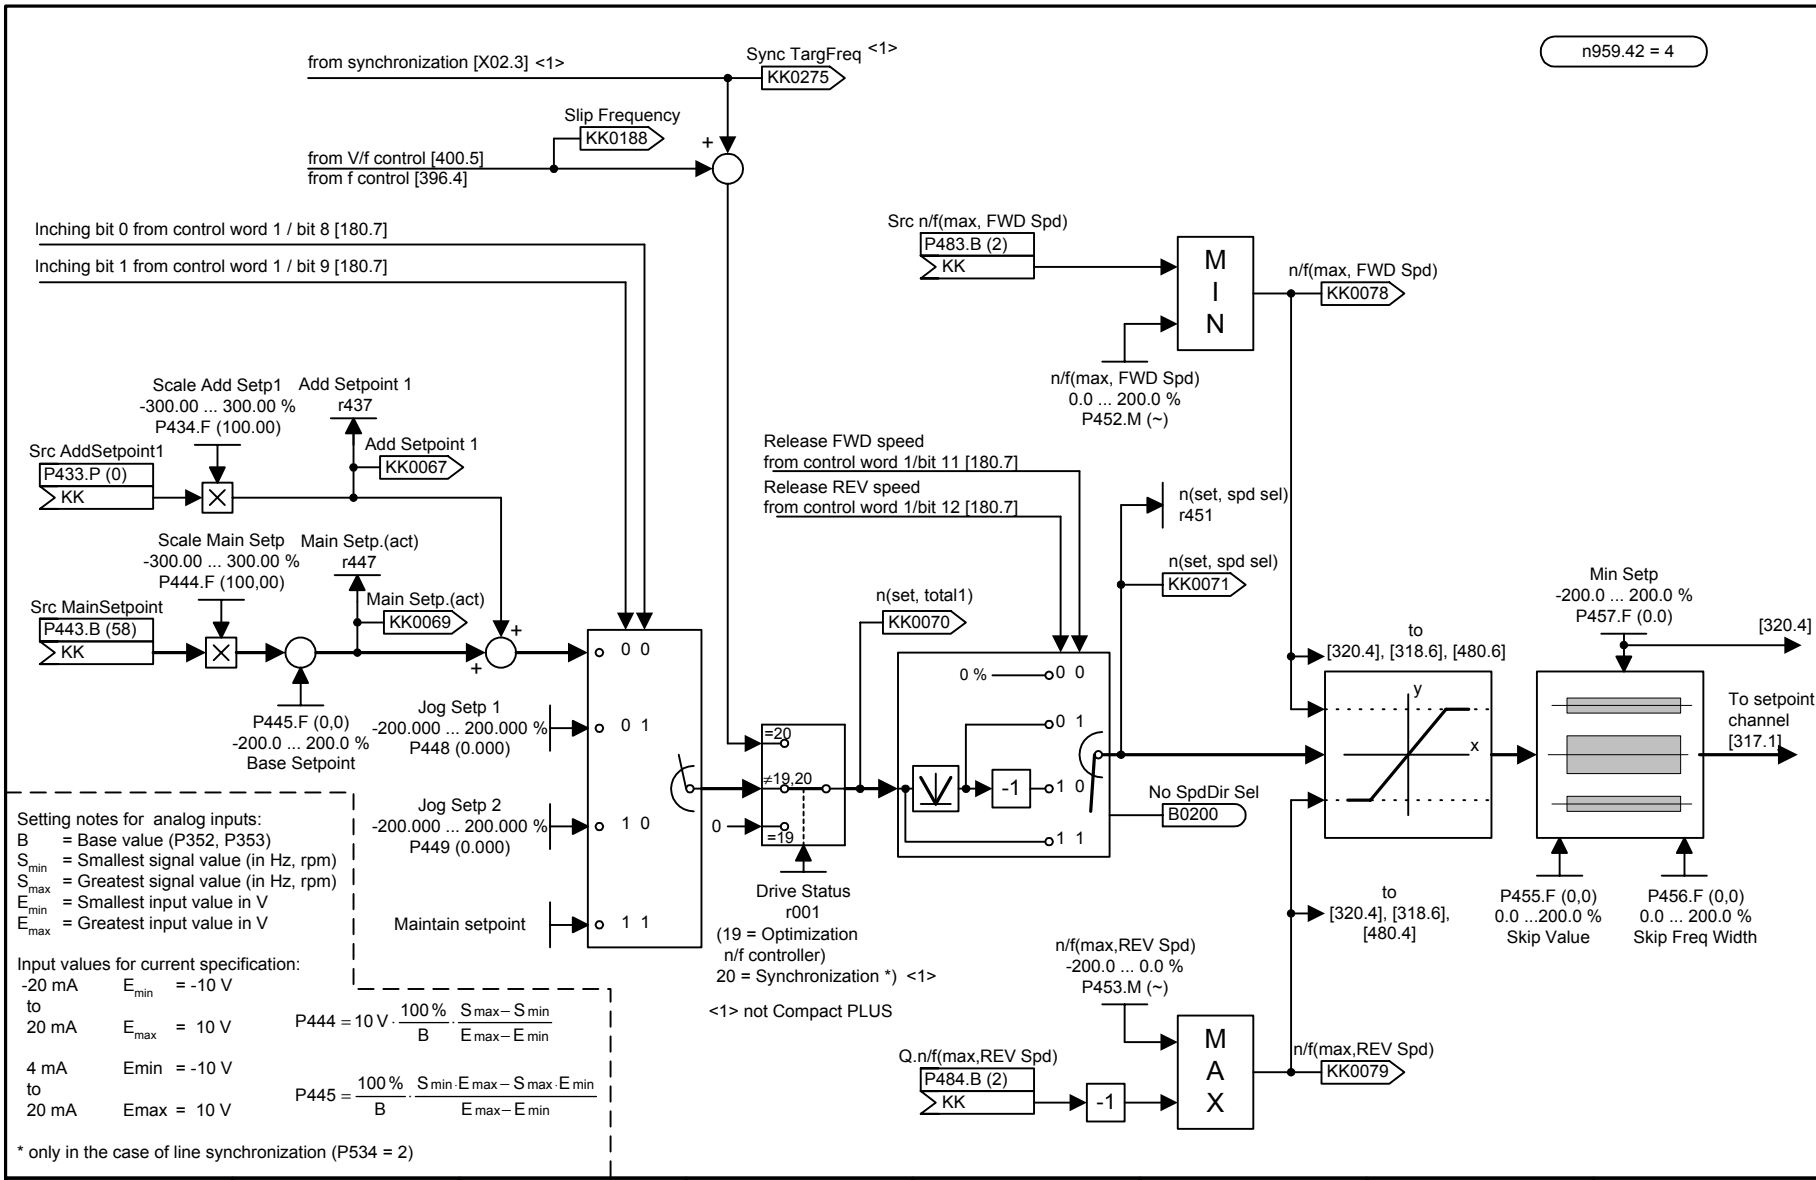 n959.42 = 4
from synchronization [X02.3] <1>
Sync TargFreq <1>
KK0275
Slip Frequency
KK0188
+
from V/f control [400.5]
from f control [396.4]
Inching bit 0 from control word 1 / bit 8 [180.7]
Inching bit 1 from control word 1 / bit 9 [180.7]
Src n/f(max, FWD Spd)
P483.B (2)
KK
M
I
N
n/f(max, FWD Spd)
KK0078
n/f(max, FWD Spd)
0.0 ... 200.0 %
P452.M (~)
Scale Add Setp1
-300.00 ... 300.00 %
P434.F (100.00)
Add Setpoint 1
r437
Add Setpoint 1
KK0067
Src AddSetpoint1
P433.P (0)
KK
×
Scale Main Setp
-300.00 ... 300.00 %
P444.F (100,00)
Main Setp.(act)
r447
Main Setp.(act)
KK0069
Src MainSetpoint
P443.B (58)
KK
×
+
+
P445.F (0,0)
-200.0 ... 200.0 %
Base Setpoint
0 0
Jog Setp 1
-200.000 ... 200.000 %
P448 (0.000)
0 1
Jog Setp 2
-200.000 ... 200.000 %
P449 (0.000)
1 0
Maintain setpoint
1 1
=20
≠19,20
0
=19
Drive Status
r001
(19 = Optimization
n/f controller)
20 = Synchronization *) <1>
<1> not Compact PLUS
n(set, total1)
KK0070
Release FWD speed
from control word 1/bit 11 [180.7]
Release REV speed
from control word 1/bit 12 [180.7]
0 %
0 0
0 1
-1
1 0
1 1
n(set, spd sel)
r451
n(set, spd sel)
KK0071
No SpdDir Sel
B0200
to
[320.4], [318.6], [480.6]
y
x
to
[320.4], [318.6],
[480.4]
Min Setp
-200.0 ... 200.0 %
P457.F (0.0)
[320.4]
To setpoint
channel
[317.1]
P455.F (0,0)
0.0 ...200.0 %
Skip Value
P456.F (0,0)
0.0 ... 200.0 %
Skip Freq Width
n/f(max,REV Spd)
-200.0 ... 0.0 %
P453.M (~)
Q.n/f(max,REV Spd)
P484.B (2)
KK
-1
M
A
X
n/f(max,REV Spd)
KK0079
Setting notes for analog inputs:
B = Base value (P352, P353)
Smin = Smallest signal value (in Hz, rpm)
Smax = Greatest signal value (in Hz, rpm)
Emin = Smallest input value in V
Emax = Greatest input value in V
Input values for current specification:
-20 mA Emin = -10 V
to
20 mA Emax = 10 V
4 mA Emin = -10 V
to
20 mA Emax = 10 V
P444 = 10 V · 100 % / B · Smax – Smin / Emax – Emin
P445 = 100 % / B · Smin · Emax – Smax · Emin / Emax – Emin
* only in the case of line synchronization (P534 = 2)